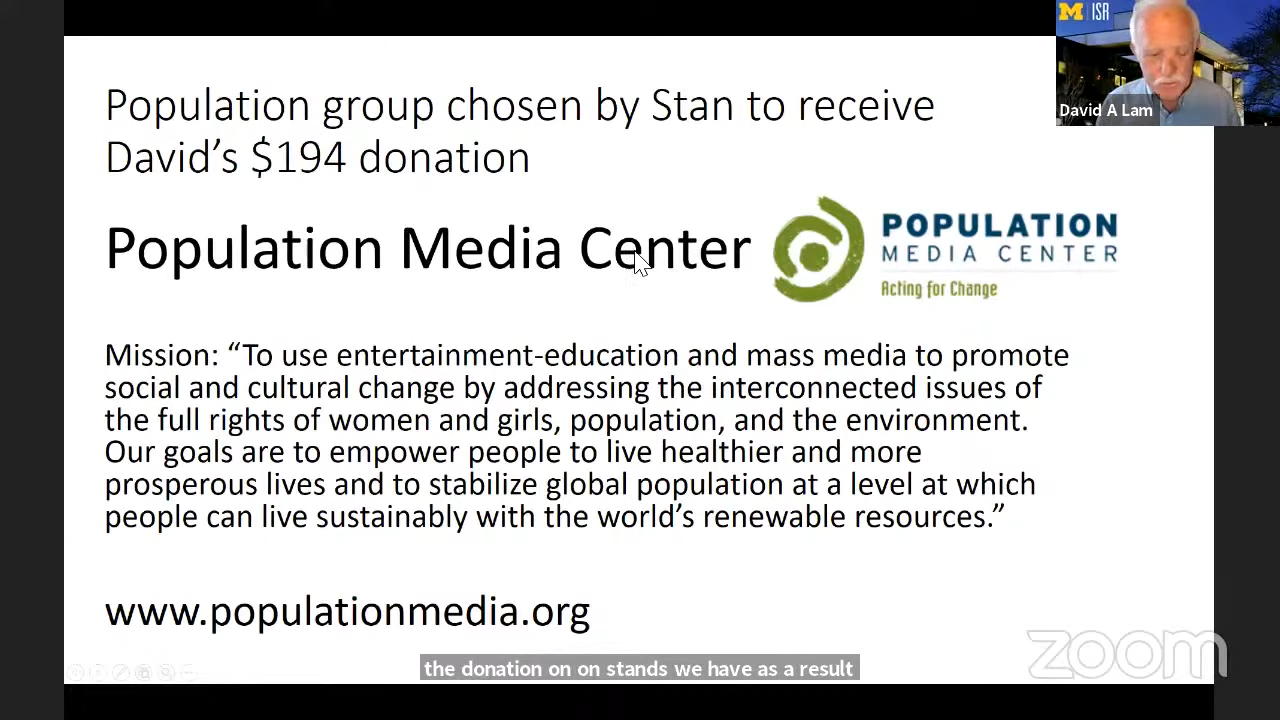 M ISR
David A Lam
Population group chosen by Stan to receive
David’s $194 donation
Population Media Center
POPULATION
MEDIA CENTER
Acting for Change
Mission: “To use entertainment-education and mass media to promote
social and cultural change by addressing the interconnected issues of
the full rights of women and girls, population, and the environment.
Our goals are to empower people to live healthier and more
prosperous lives and to stabilize global population at a level at which
people can live sustainably with the world’s renewable resources.”
www.populationmedia.org
zoom
the donation on on stands we have as a result